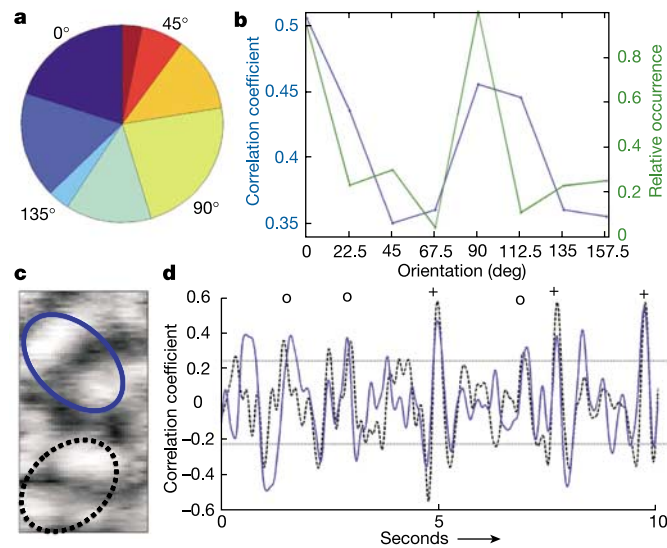 a
0°
45°
90°
135°
b
Correlation coefficient
0.5
0.45
0.4
0.35
Relative occurrence
0.8
0.6
0.4
0.2
0
0 22.5 45 67.5 90 112.5 135 157.5
Orientation (deg)
c
d
o o + o + +
Correlation coefficient
0.6
0.4
0.2
0
−0.2
−0.4
−0.6
0 5 10
Seconds